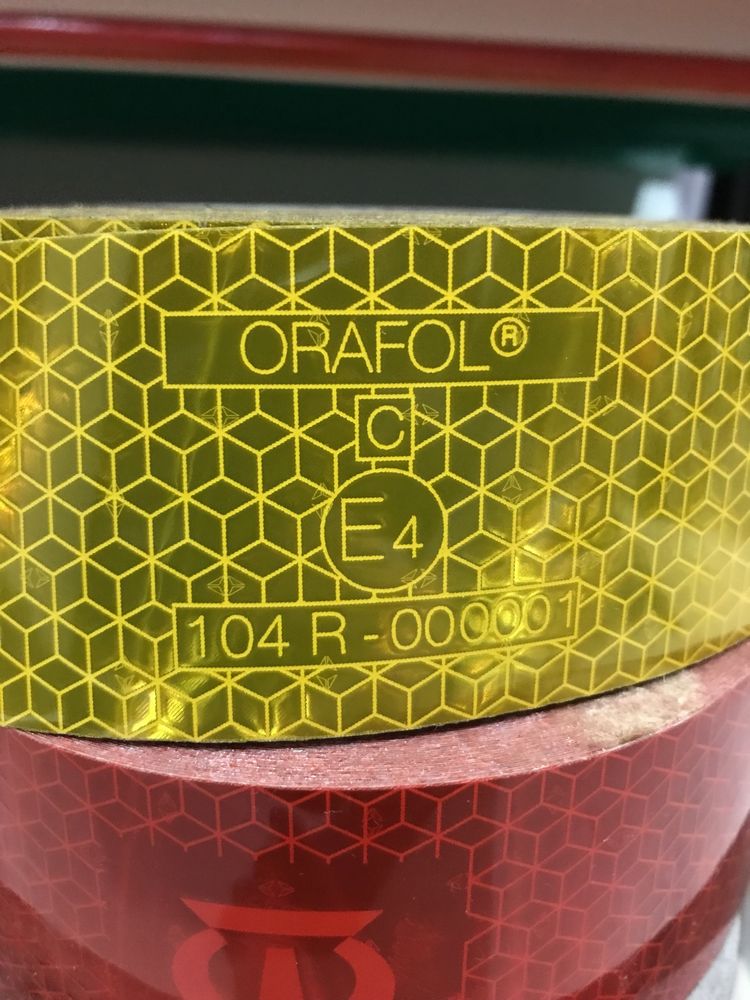 ORAFOL®
C
E4
104 R - 000001